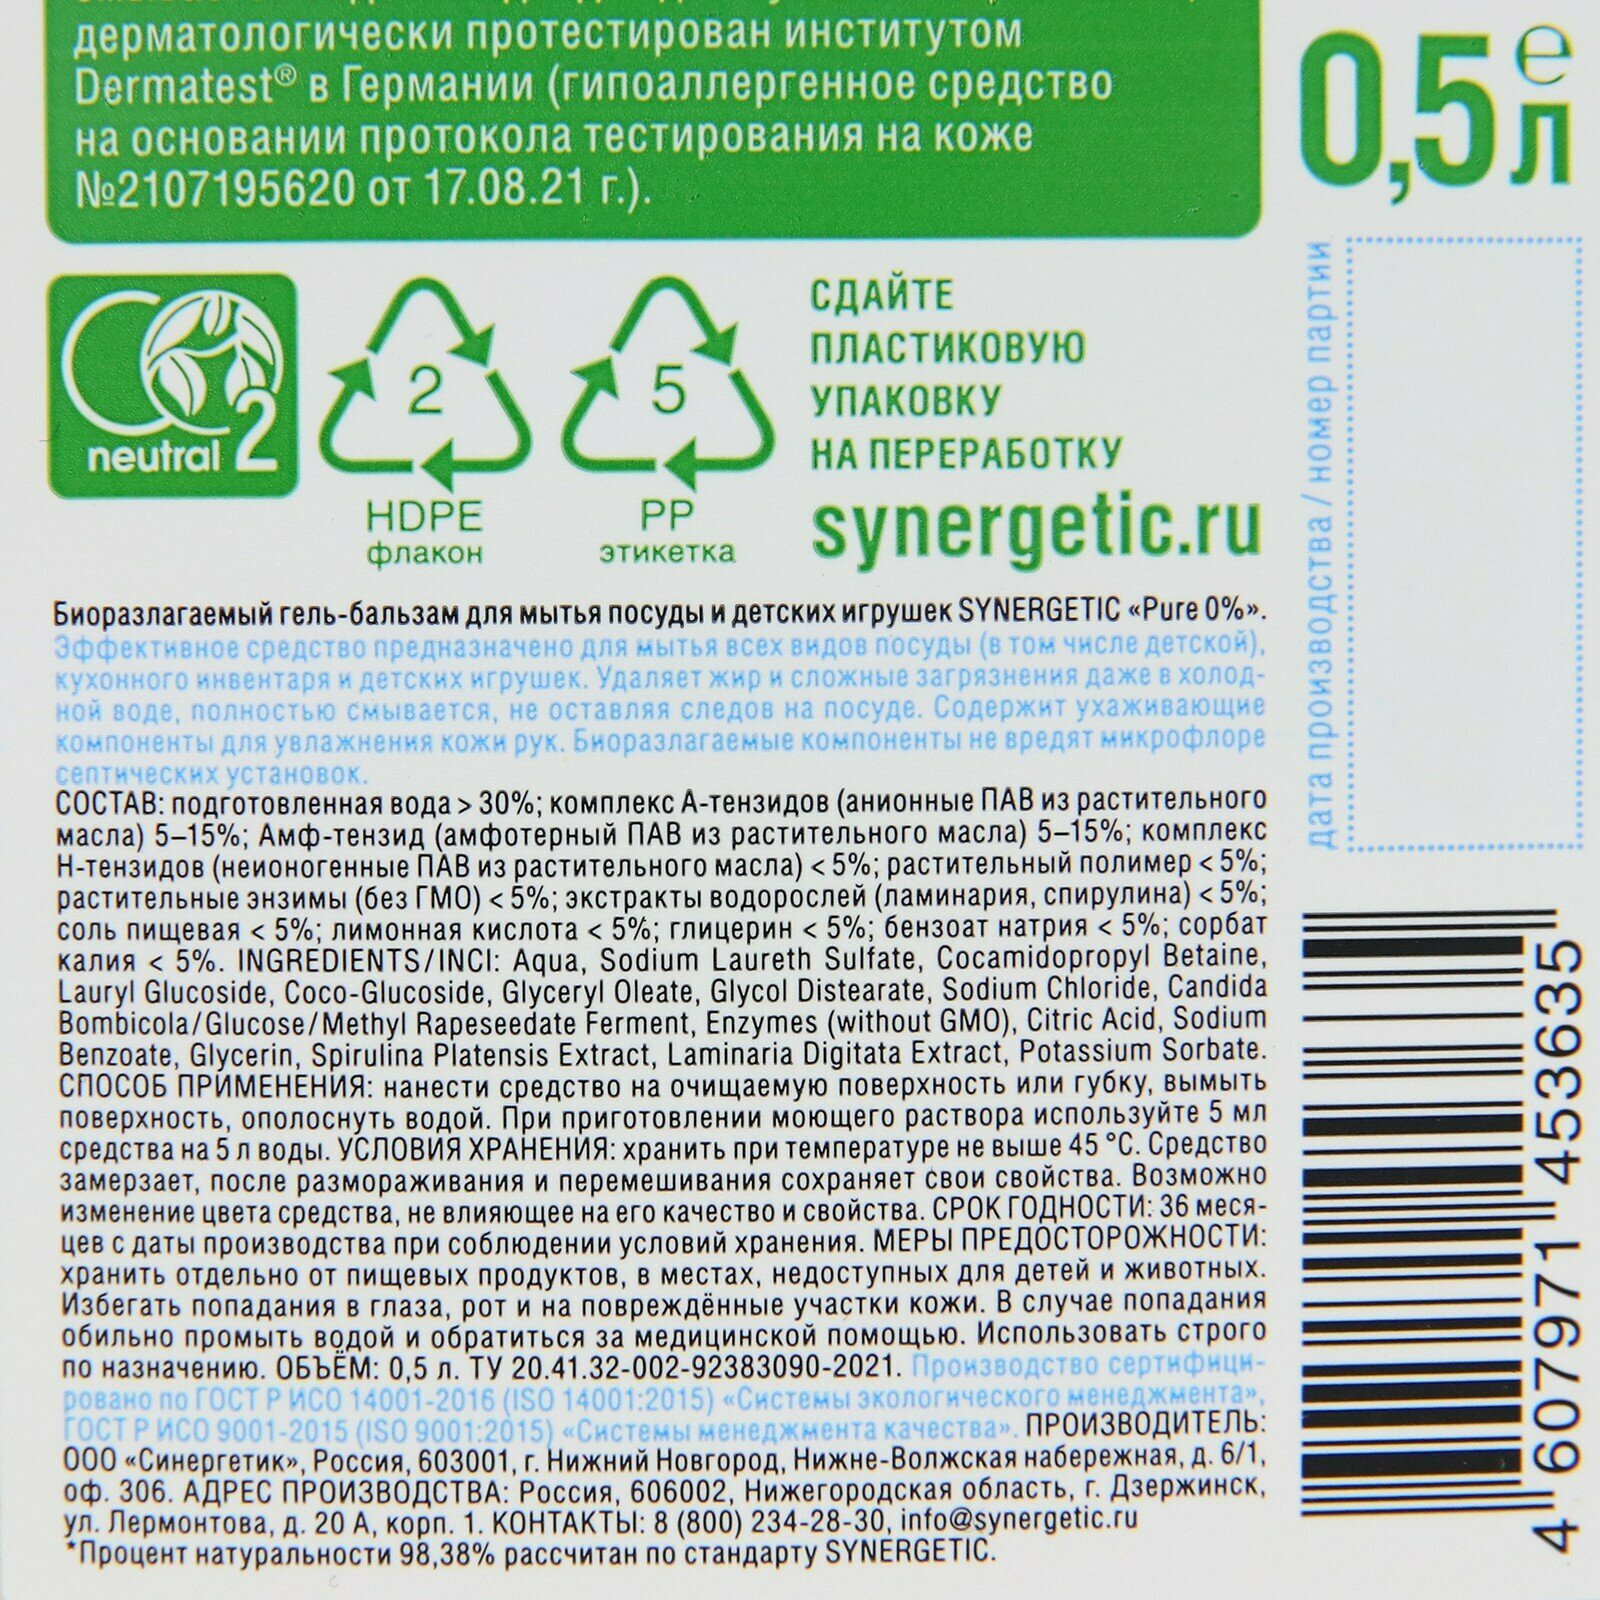 дерматологически протестирован институтом
Dermatest® в Германии (гипоаллергенное средство
на основании протокола тестирования на коже
№2107195620 от 17.08.21 г.).
0,5 л e
CO2
neutral
2
HDPE
флакон
5
PP
этикетка
СДАЙТЕ
ПЛАСТИКОВУЮ
УПАКОВКУ
НА ПЕРЕРАБОТКУ
synergetic.ru
дата производства / номер партии
Биоразлагаемый гель-бальзам для мытья посуды и детских игрушек SYNERGETIC «Pure 0%».
Эффективное средство предназначено для мытья всех видов посуды (в том числе детской),
кухонного инвентаря и детских игрушек. Удаляет жир и сложные загрязнения даже в холод-
ной воде, полностью смывается, не оставляя следов на посуде. Содержит ухаживающие
компоненты для увлажнения кожи рук. Биоразлагаемые компоненты не вредят микрофлоре
септических установок.
СОСТАВ: подготовленная вода > 30%; комплекс А-тензидов (анионные ПАВ из растительного
масла) 5–15%; Амф-тензид (амфотерный ПАВ из растительного масла) 5–15%; комплекс
Н-тензидов (неионогенные ПАВ из растительного масла) < 5%; растительный полимер < 5%;
растительные энзимы (без ГМО) < 5%; экстракты водорослей (ламинария, спирулина) < 5%;
соль пищевая < 5%; лимонная кислота < 5%; глицерин < 5%; бензоат натрия < 5%; сорбат
калия < 5%. INGREDIENTS/INCI: Aqua, Sodium Laureth Sulfate, Cocamidopropyl Betaine,
Lauryl Glucoside, Coco-Glucoside, Glyceryl Oleate, Glycol Distearate, Sodium Chloride, Candida
Bombicola/Glucose/Methyl Rapeseedate Ferment, Enzymes (without GMO), Citric Acid, Sodium
Benzoate, Glycerin, Spirulina Platensis Extract, Laminaria Digitata Extract, Potassium Sorbate.
СПОСОБ ПРИМЕНЕНИЯ: нанести средство на очищаемую поверхность или губку, вымыть
поверхность, ополоснуть водой. При приготовлении моющего раствора используйте 5 мл
средства на 5 л воды. УСЛОВИЯ ХРАНЕНИЯ: хранить при температуре не выше 45 °С. Средство
замерзает, после размораживания и перемешивания сохраняет свои свойства. Возможно
изменение цвета средства, не влияющее на его качество и свойства. СРОК ГОДНОСТИ: 36 меся-
цев с даты производства при соблюдении условий хранения. МЕРЫ ПРЕДОСТОРОЖНОСТИ:
хранить отдельно от пищевых продуктов, в местах, недоступных для детей и животных.
Избегать попадания в глаза, рот и на повреждённые участки кожи. В случае попадания
обильно промыть водой и обратиться за медицинской помощью. Использовать строго
по назначению. ОБЪЁМ: 0,5 л. ТУ 20.41.32-002-92383090-2021. Производство сертифици-
ровано по ГОСТ Р ИСО 14001-2016 (ISO 14001:2015) «Системы экологического менеджмента»,
ГОСТ Р ИСО 9001-2015 (ISO 9001:2015) «Системы менеджмента качества». ПРОИЗВОДИТЕЛЬ:
ООО «Синергетик», Россия, 603001, г. Нижний Новгород, Нижне-Волжская набережная, д. 6/1,
оф. 306. АДРЕС ПРОИЗВОДСТВА: Россия, 606002, Нижегородская область, г. Дзержинск,
ул. Лермонтова, д. 20 А, корп. 1. КОНТАКТЫ: 8 (800) 234-28-30, info@synergetic.ru
*Процент натуральности 98,38% рассчитан по стандарту SYNERGETIC.
4 607971 453635